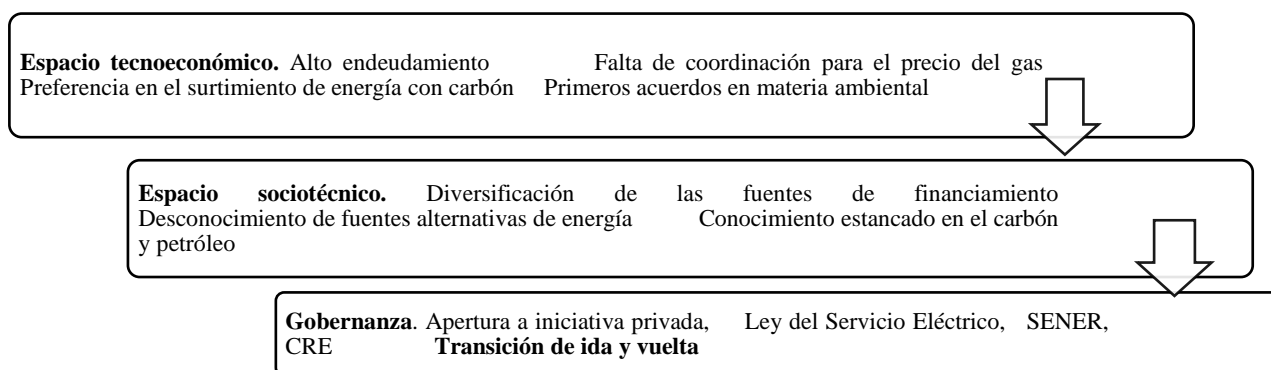 Espacio tecnoeconómico. Alto endeudamiento Falta de coordinación para el precio del gas
Preferencia en el surtimiento de energía con carbón Primeros acuerdos en materia ambiental
Espacio sociotécnico. Diversificación de las fuentes de financiamiento
Desconocimiento de fuentes alternativas de energía Conocimiento estancado en el carbón
y petróleo
Gobernanza. Apertura a iniciativa privada, Ley del Servicio Eléctrico, SENER,
CRE Transición de ida y vuelta